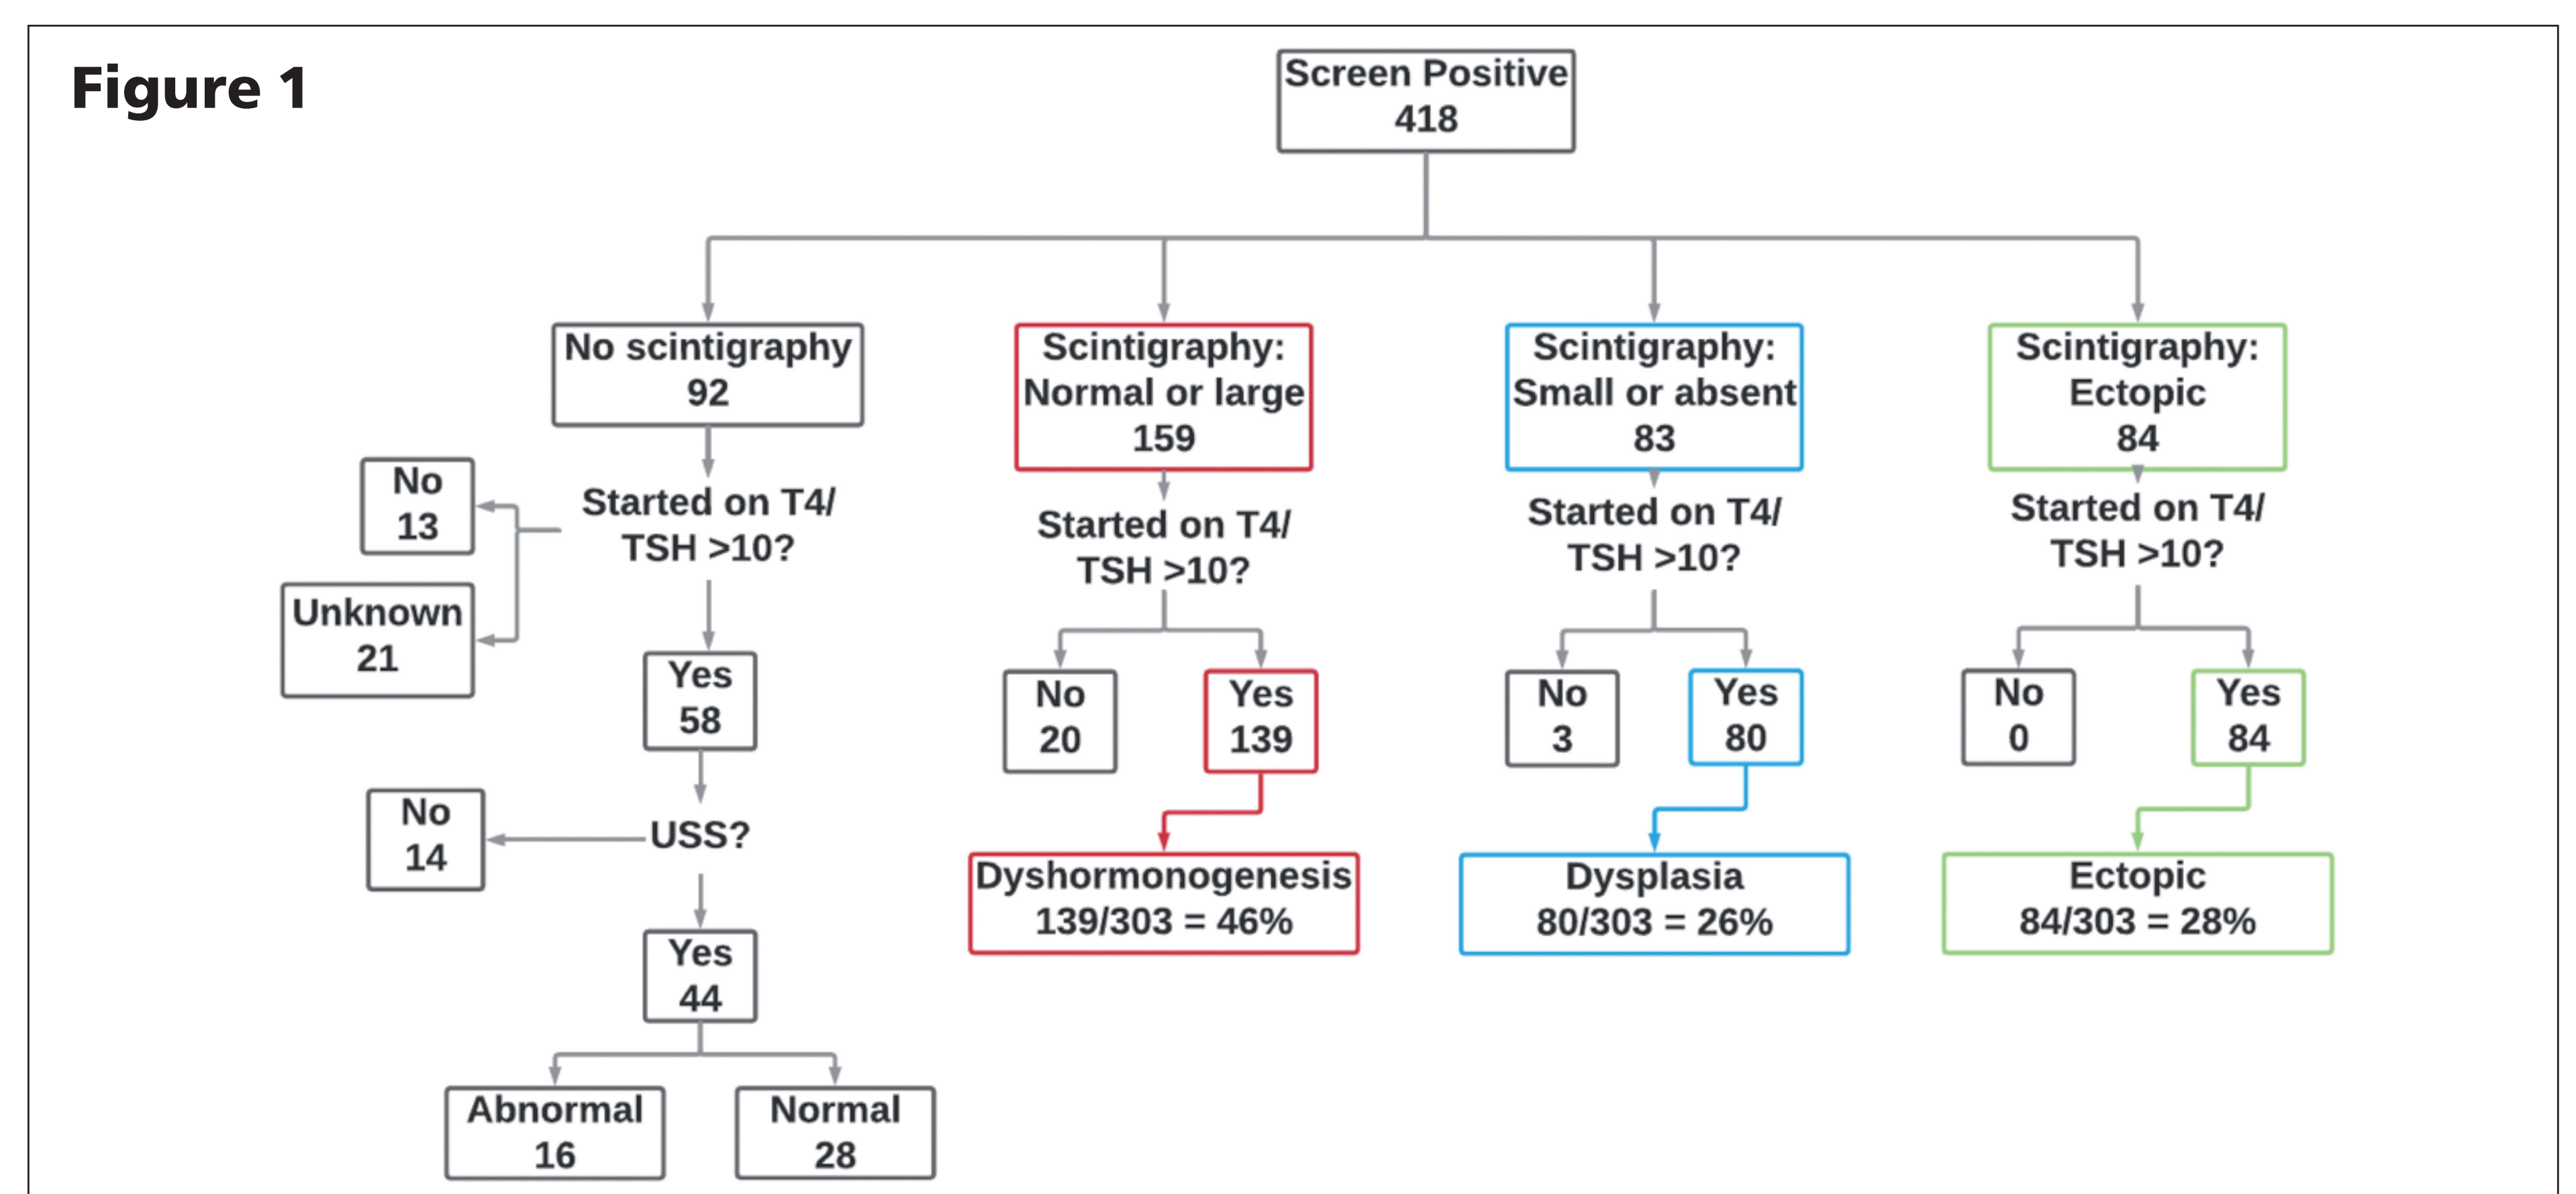 Figure 1
Screen Positive
418
No scintigraphy
92
Scintigraphy:
Normal or large
159
Scintigraphy:
Small or absent
83
Scintigraphy:
Ectopic
84
No
13
Unknown
21
Started on T4/
TSH >10?
Started on T4/
TSH >10?
Started on T4/
TSH >10?
Started on T4/
TSH >10?
Yes
58
No
20
Yes
139
No
3
Yes
80
No
0
Yes
84
No
14
USS?
Dyshormonogenesis
139/303 = 46%
Dysplasia
80/303 = 26%
Ectopic
84/303 = 28%
Yes
44
Abnormal
16
Normal
28